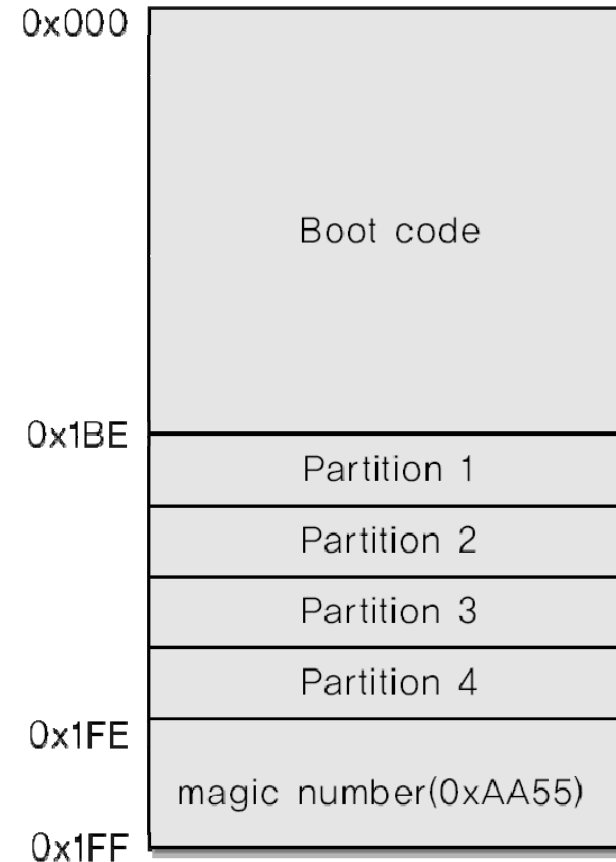 0x000
Boot code
0x1BE
Partition 1
Partition 2
Partition 3
Partition 4
0x1FE
magic number(0xAA55)
0x1FF